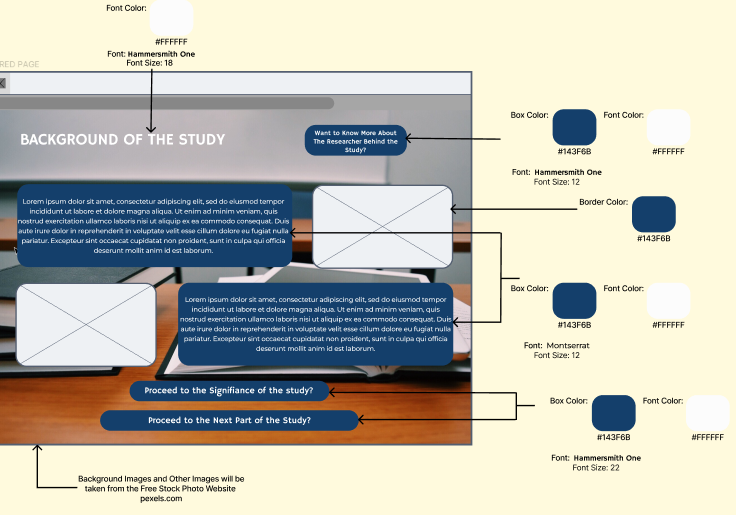 Font Color:
#FFFFFF
Font: Hammersmith One
Font Size: 18
RED PAGE
BACKGROUND OF THE STUDY
Want to Know More About
The Researcher Behind the
Study?
Box Color:
Font Color:
#143F6B
#FFFFFF
Font: Hammersmith One
Font Size: 12
Border Color:
#143F6B
Lorem ipsum dolor sit amet, consectetur adipiscing elit, sed do eiusmod tempor
incididunt ut labore et dolore magna aliqua. Ut enim ad minim veniam, quis
nostrud exercitation ullamco laboris nisi ut aliquip ex ea commodo consequat. Duis
aute irure dolor in reprehenderit in voluptate velit esse cillum dolore eu fugiat nulla
pariatur. Excepteur sint occaecat cupidatat non proident, sunt in culpa qui officia
deserunt mollit anim id est laborum.
Lorem ipsum dolor sit amet, consectetur adipiscing elit, sed do eiusmod tempor
incididunt ut labore et dolore magna aliqua. Ut enim ad minim veniam, quis
nostrud exercitation ullamco laboris nisi ut aliquip ex ea commodo consequat. Duis
aute irure dolor in reprehenderit in voluptate velit esse cillum dolore eu fugiat nulla
pariatur. Excepteur sint occaecat cupidatat non proident, sunt in culpa qui officia
deserunt mollit anim id est laborum.
Box Color:
Font Color:
#143F6B
#FFFFFF
Font: Montserrat
Font Size: 12
Proceed to the Signifiance of the study?
Proceed to the Next Part of the Study?
Box Color:
Font Color:
#143F6B
#FFFFFF
Font: Hammersmith One
Font Size: 22
Background Images and Other Images will be
taken from the Free Stock Photo Website
pexels.com